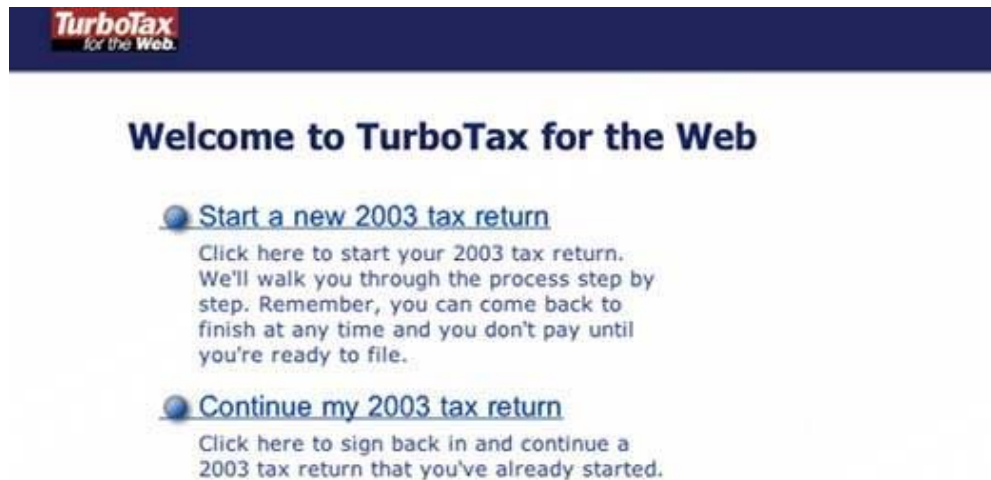 TurboTax
for the Web.
Welcome to TurboTax for the Web
Start a new 2003 tax return
Click here to start your 2003 tax return.
We'll walk you through the process step by
step. Remember, you can come back to
finish at any time and you don't pay until
you're ready to file.
Continue my 2003 tax return
Click here to sign back in and continue a
2003 tax return that you've already started.